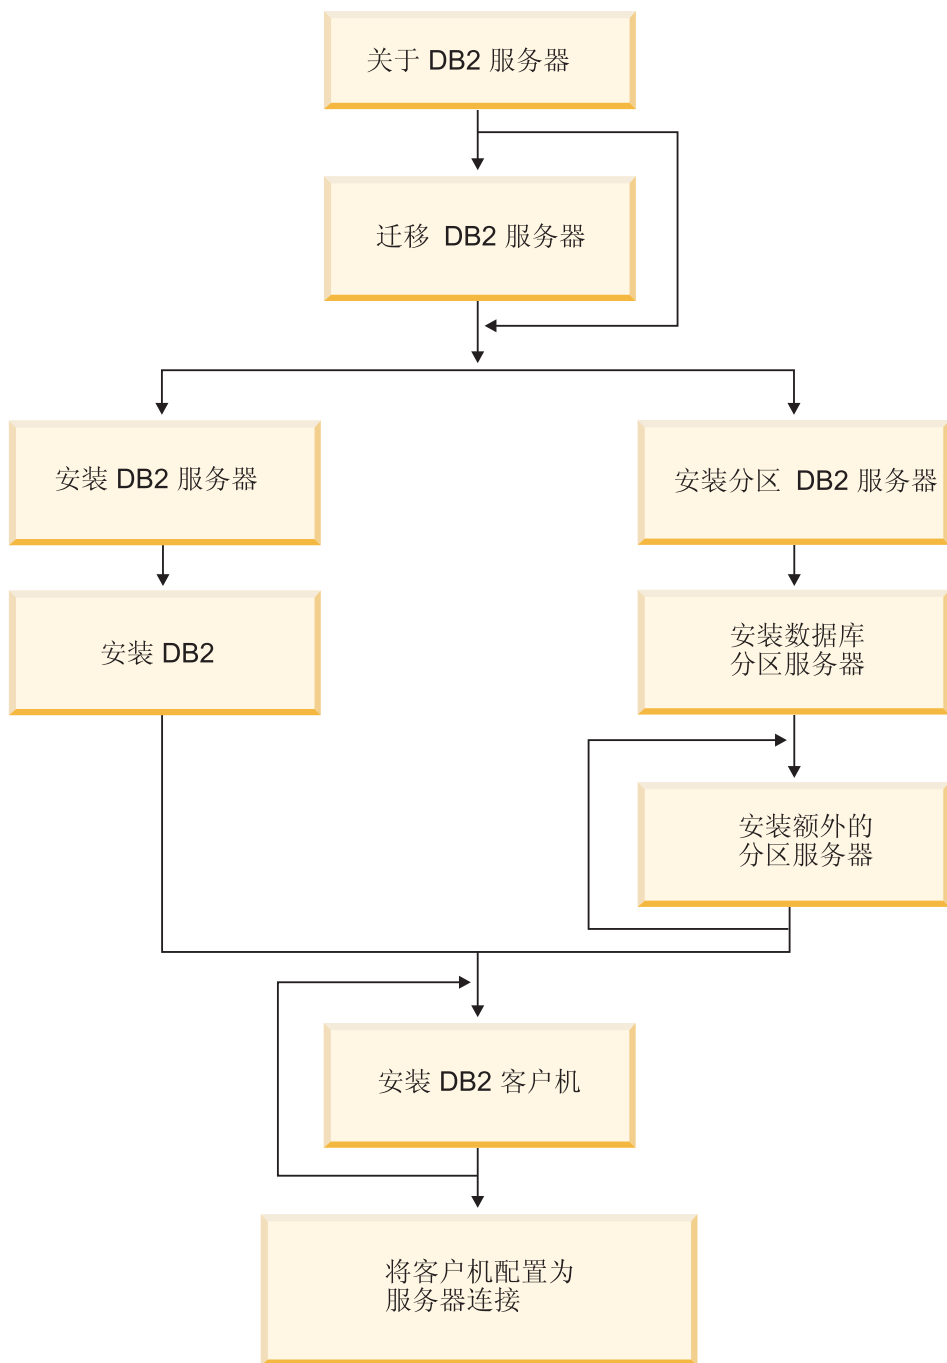 关于 DB2 服务器
迁移 DB2 服务器
安装 DB2 服务器
安装分区 DB2 服务器
安装 DB2
安装数据库
分区服务器
安装额外的
分区服务器
安装 DB2 客户机
将客户机配置为
服务器连接